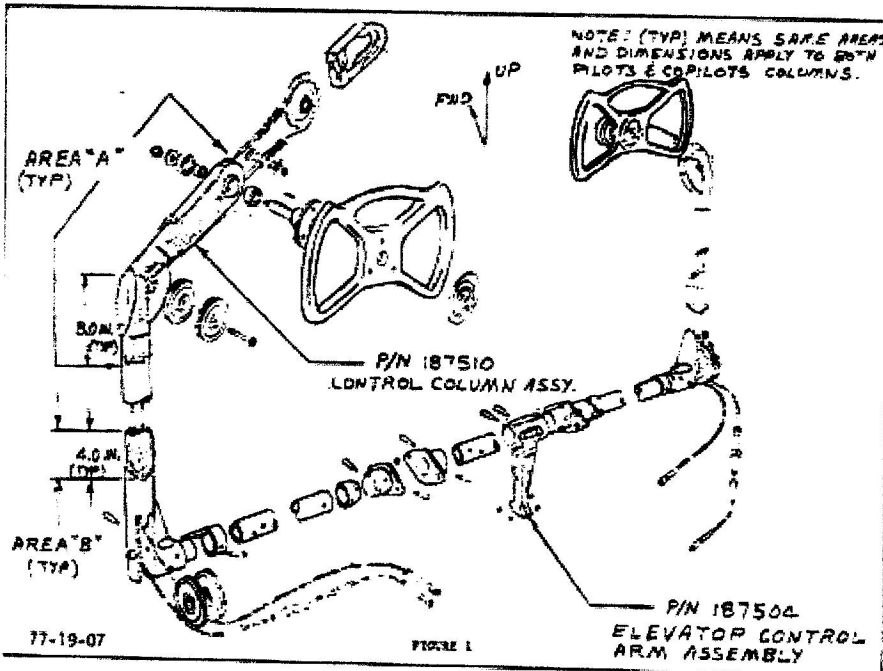 NOTE: (TYP) MEANS SAME AREAS
AND DIMENSIONS APPLY TO BOTH
PILOTS & COPILOTS COLUMNS.
UP
FWD
AREA "A"
(TYP)
8.0 IN.
(TYP)
P/N 187510
CONTROL COLUMN ASSY.
4.0 IN.
(TYP)
AREA "B"
(TYP)
P/N 187504
ELEVATOR CONTROL
ARM ASSEMBLY
77-19-07
FIGURE 1